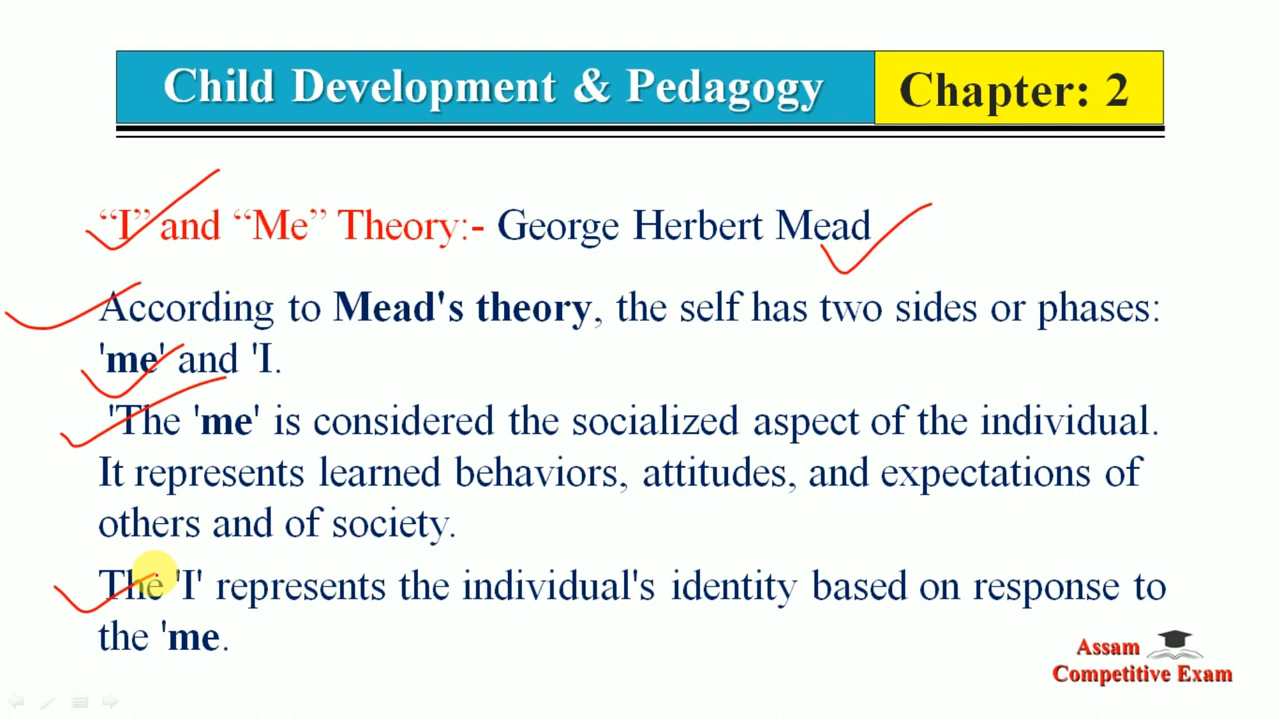 Child Development & Pedagogy
Chapter: 2
“I” and “Me” Theory:- George Herbert Mead
According to Mead's theory, the self has two sides or phases:
'me' and 'I.
'The 'me' is considered the socialized aspect of the individual.
It represents learned behaviors, attitudes, and expectations of
others and of society.
The 'I' represents the individual's identity based on response to
the 'me.
Assam
Competitive Exam